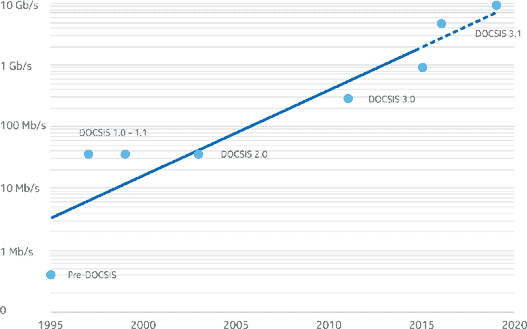 10 Gb/s
DOCSIS 3.1
1 Gb/s
DOCSIS 3.0
100 Mb/s
DOCSIS 1.0 – 1.1
DOCSIS 2.0
10 Mb/s
1 Mb/s
Pre-DOCSIS
0
1995 2000 2005 2010 2015 2020